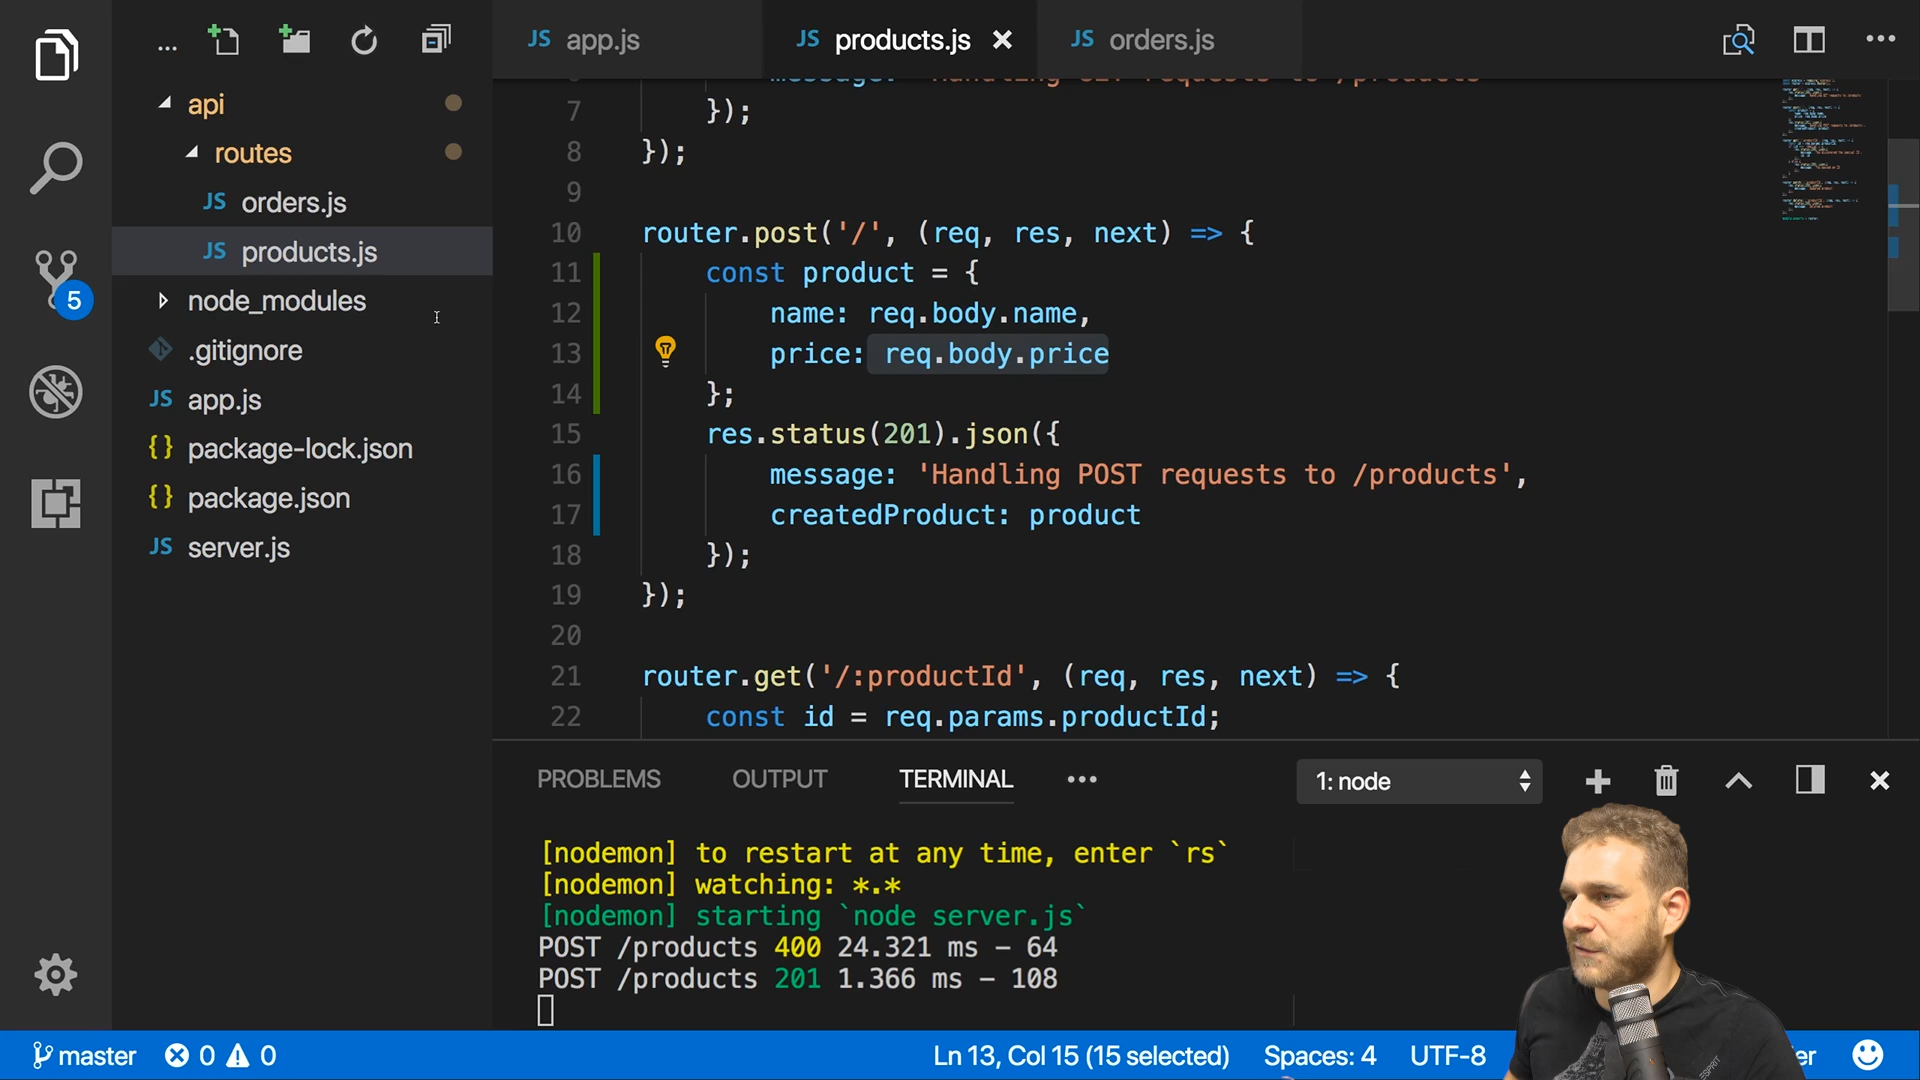 ...
JS app.js
JS products.js ×
JS orders.js
...
api
routes
JS orders.js
JS products.js
node_modules
.gitignore
JS app.js
{} package-lock.json
{} package.json
JS server.js
5
7 });
8 });
9
10 router.post('/', (req, res, next) => {
11 const product = {
12 name: req.body.name,
13 price: req.body.price
14 };
15 res.status(201).json({
16 message: 'Handling POST requests to /products',
17 createdProduct: product
18 });
19 });
20
21 router.get('/:productId', (req, res, next) => {
22 const id = req.params.productId;
PROBLEMS OUTPUT TERMINAL ... 1: node
[nodemon] to restart at any time, enter `rs`
[nodemon] watching: *.*
[nodemon] starting `node server.js`
POST /products 400 24.321 ms - 64
POST /products 201 1.366 ms - 108
master 0 0 Ln 13, Col 15 (15 selected) Spaces: 4 UTF-8